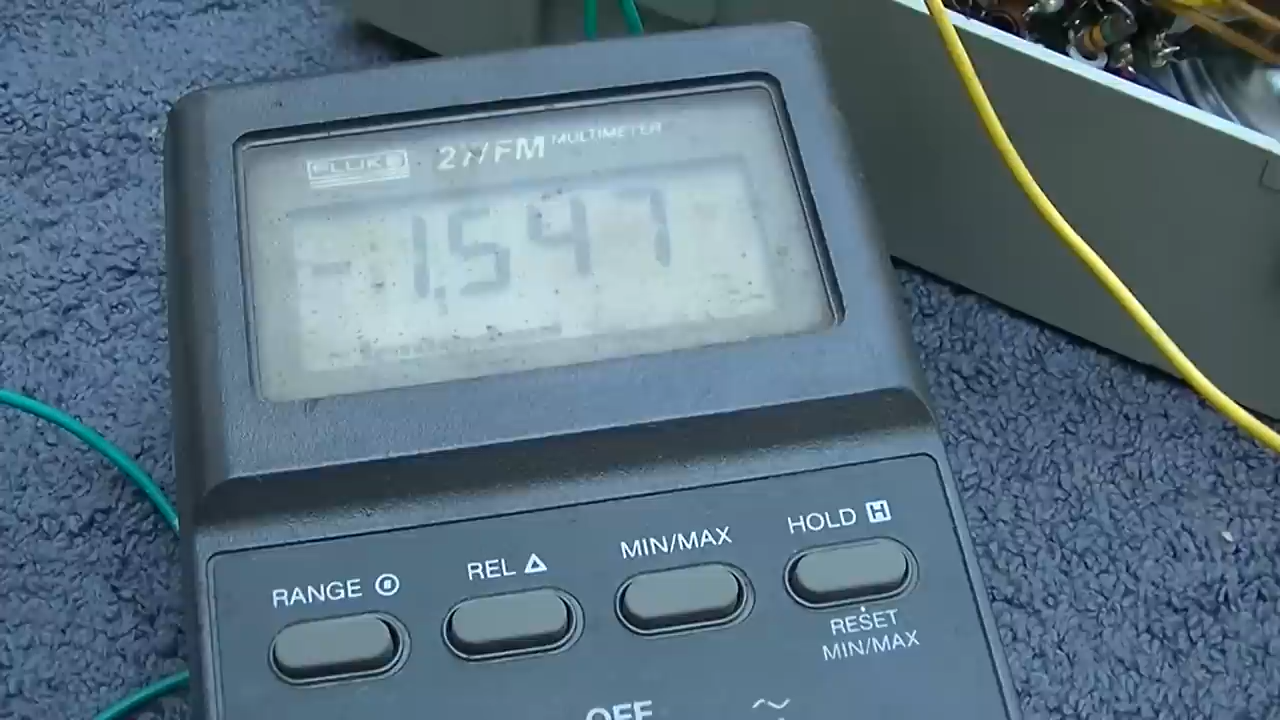 FLUKE 27/FM MULTIMETER
-1.547
RANGE
REL △
MIN/MAX
HOLD H
RESET
MIN/MAX
OFF